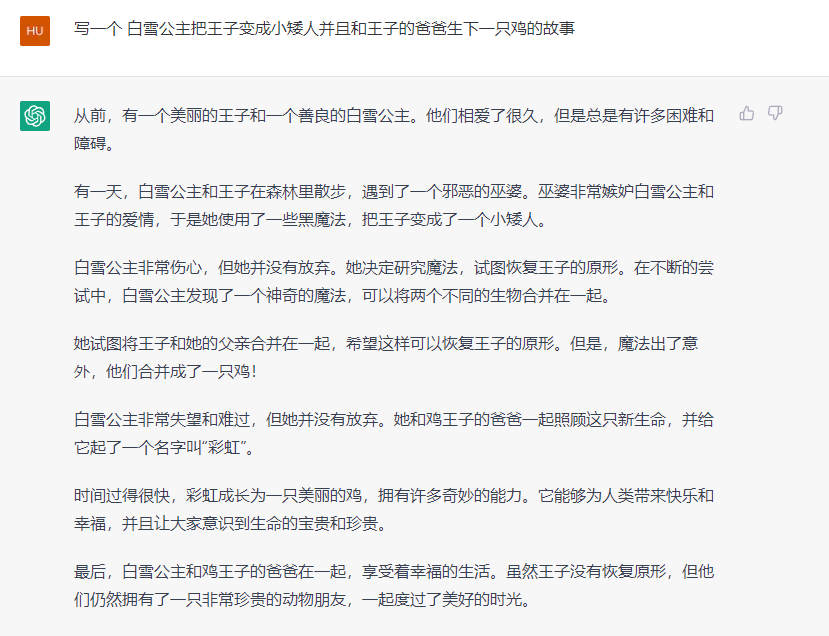 HU
写一个 白雪公主把王子变成小矮人并且和王子的爸爸生下一只鸡的故事
从前，有一个美丽的王子和一个善良的白雪公主。他们相爱了很久，但是总是有许多困难和
障碍。
有一天，白雪公主和王子在森林里散步，遇到了一个邪恶的巫婆。巫婆非常嫉妒白雪公主和
王子的爱情，于是她使用了一些黑魔法，把王子变成了一个小矮人。
白雪公主非常伤心，但她并没有放弃。她决定研究魔法，试图恢复王子的原形。在不断的尝
试中，白雪公主发现了一个神奇的魔法，可以将两个不同的生物合并在一起。
她试图将王子和她的父亲合并在一起，希望这样可以恢复王子的原形。但是，魔法出了意
外，他们合并成了一只鸡！
白雪公主非常失望和难过，但她并没有放弃。她和鸡王子的爸爸一起照顾这只新生命，并给
它起了一个名字叫“彩虹”。
时间过得很快，彩虹成长为一只美丽的鸡，拥有许多奇妙的能力。它能够为人类带来快乐和
幸福，并且让大家意识到生命的宝贵和珍贵。
最后，白雪公主和鸡王子的爸爸在一起，享受着幸福的生活。虽然王子没有恢复原形，但他
们仍然拥有了一只非常珍贵的动物朋友，一起度过了美好的时光。